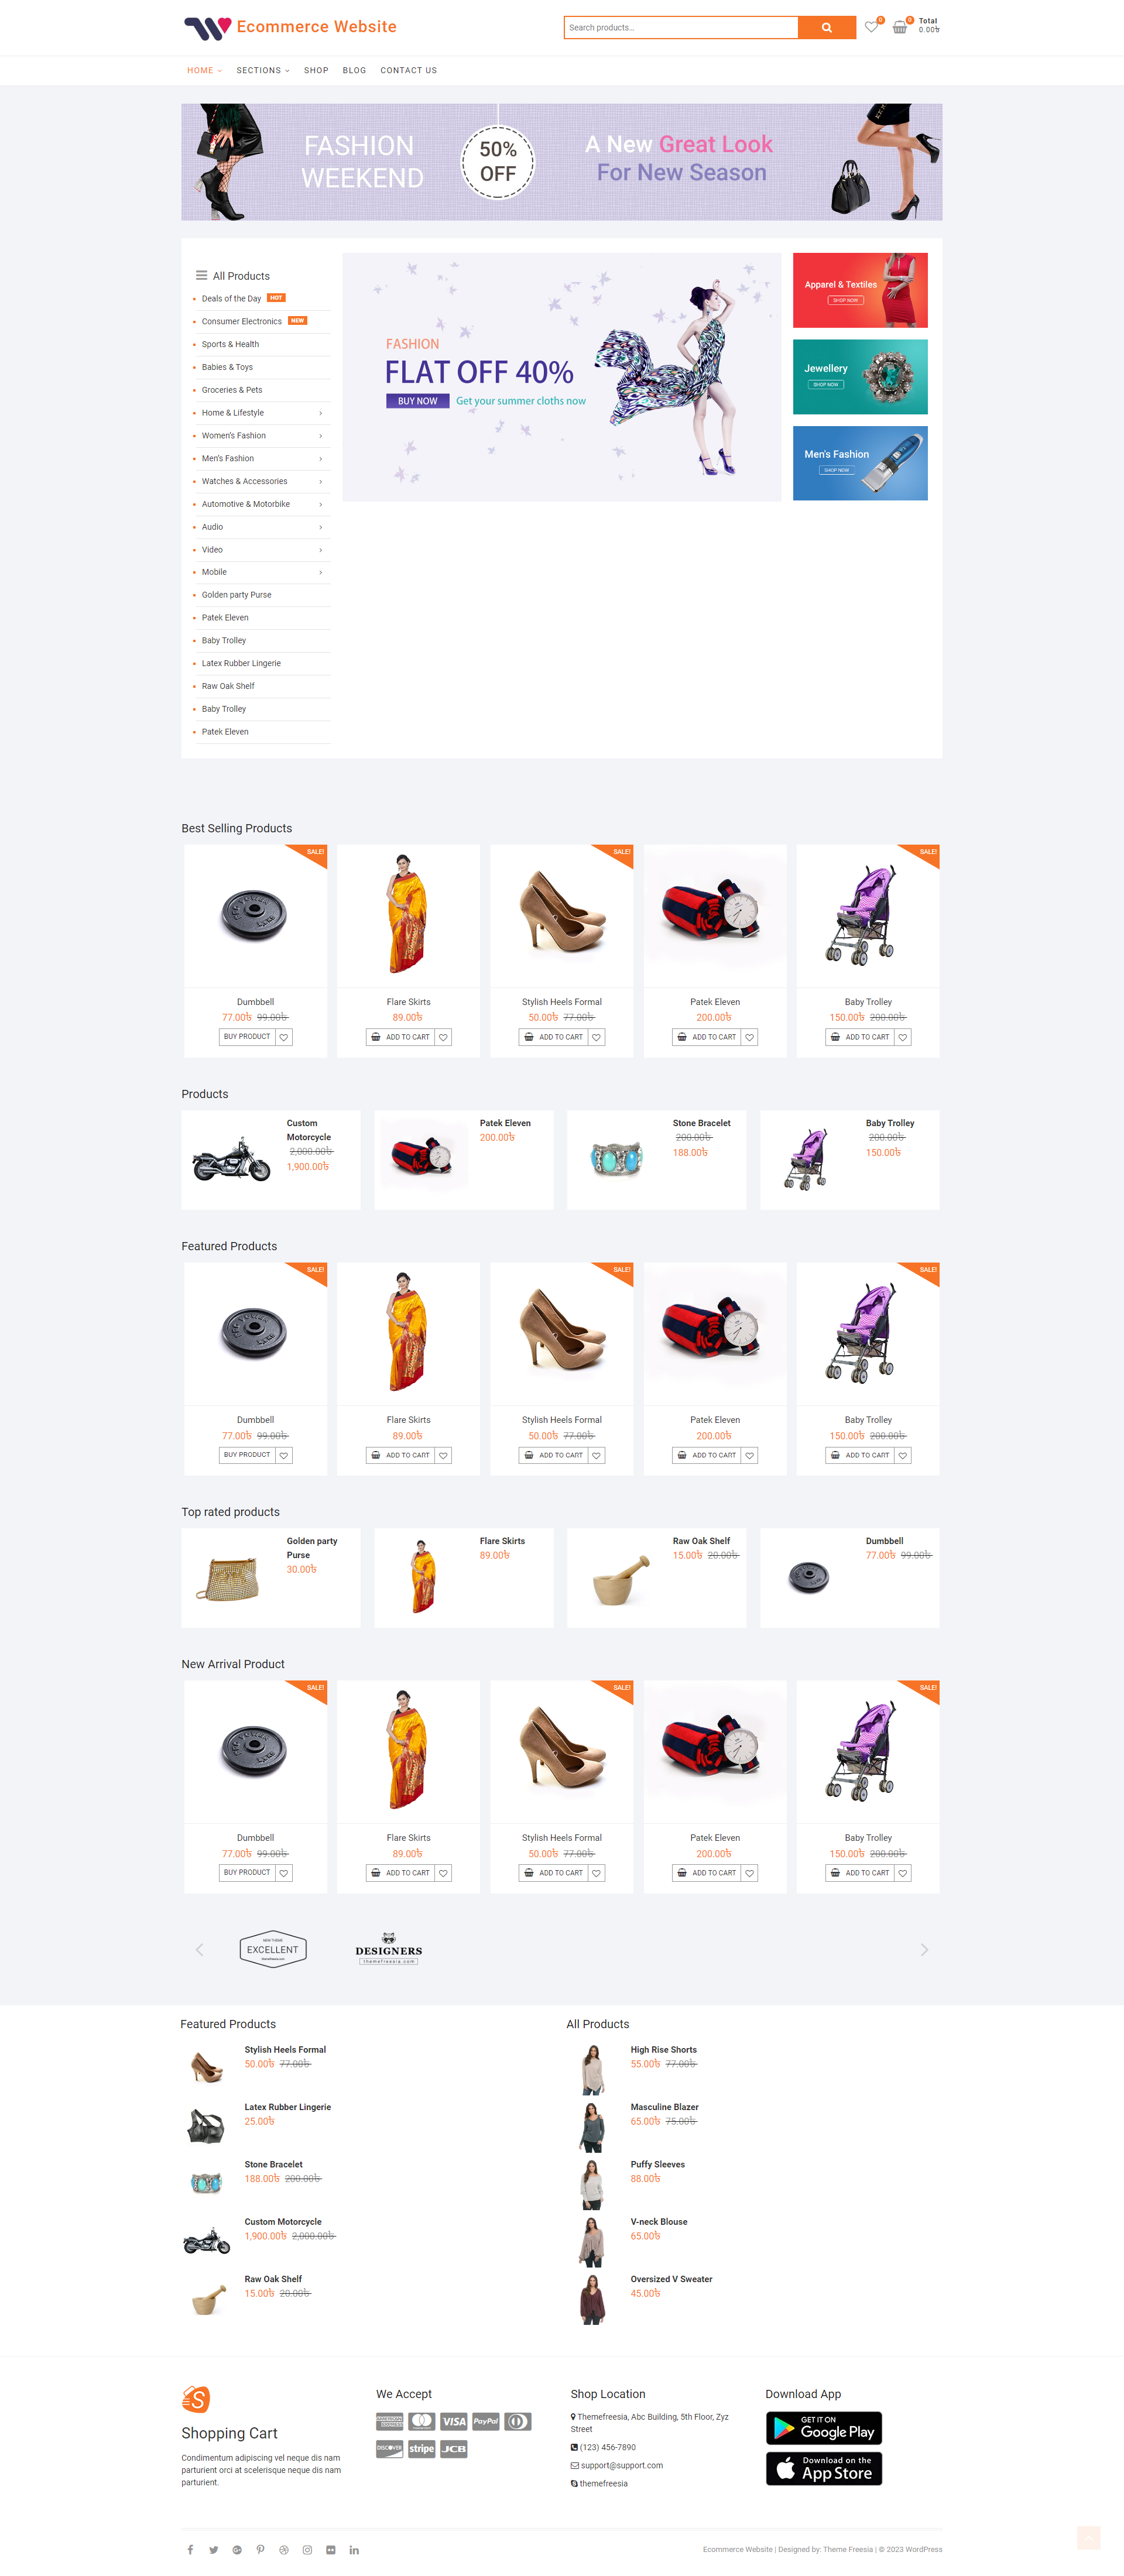 Ecommerce Website
Search products...
0
0
Total
0.00৳
HOME
SECTIONS
SHOP
BLOG
CONTACT US
FASHION
WEEKEND
50%
OFF
A New Great Look
For New Season
All Products
Deals of the Day HOT
Consumer Electronics NEW
Sports & Health
Babies & Toys
Groceries & Pets
Home & Lifestyle
Women's Fashion
Men's Fashion
Watches & Accessories
Automotive & Motorbike
Audio
Video
Mobile
Golden party Purse
Patek Eleven
Baby Trolley
Latex Rubber Lingerie
Raw Oak Shelf
Baby Trolley
Patek Eleven
FASHION
FLAT OFF 40%
BUY NOW Get your summer cloths now
Apparel & Textiles
SHOP NOW
Jewellery
SHOP NOW
Men's Fashion
SHOP NOW
Best Selling Products
SALE!
Dumbbell
77.00৳ 99.00৳
BUY PRODUCT
Flare Skirts
89.00৳
ADD TO CART
SALE!
Stylish Heels Formal
50.00৳ 77.00৳
ADD TO CART
Patek Eleven
200.00৳
ADD TO CART
SALE!
Baby Trolley
150.00৳ 200.00৳
ADD TO CART
Products
Custom
Motorcycle
2,000.00৳
1,900.00৳
Patek Eleven
200.00৳
Stone Bracelet
200.00৳
188.00৳
Baby Trolley
200.00৳
150.00৳
Featured Products
SALE!
Dumbbell
77.00৳ 99.00৳
BUY PRODUCT
Flare Skirts
89.00৳
ADD TO CART
SALE!
Stylish Heels Formal
50.00৳ 77.00৳
ADD TO CART
Patek Eleven
200.00৳
ADD TO CART
SALE!
Baby Trolley
150.00৳ 200.00৳
ADD TO CART
Top rated products
Golden party
Purse
30.00৳
Flare Skirts
89.00৳
Raw Oak Shelf
15.00৳ 20.00৳
Dumbbell
77.00৳ 99.00৳
New Arrival Product
SALE!
Dumbbell
77.00৳ 99.00৳
BUY PRODUCT
Flare Skirts
89.00৳
ADD TO CART
SALE!
Stylish Heels Formal
50.00৳ 77.00৳
ADD TO CART
Patek Eleven
200.00৳
ADD TO CART
SALE!
Baby Trolley
150.00৳ 200.00৳
ADD TO CART
NEW THEME
EXCELLENT
themefreesia.com
DESIGNERS
themefreesia.com
Featured Products
Stylish Heels Formal
50.00৳ 77.00৳
Latex Rubber Lingerie
25.00৳
Stone Bracelet
188.00৳ 200.00৳
Custom Motorcycle
1,900.00৳ 2,000.00৳
Raw Oak Shelf
15.00৳ 20.00৳
All Products
High Rise Shorts
55.00৳ 77.00৳
Masculine Blazer
65.00৳ 75.00৳
Puffy Sleeves
88.00৳
V-neck Blouse
65.00৳
Oversized V Sweater
45.00৳
S
Shopping Cart
Condimentum adipiscing vel neque dis nam
parturient orci at scelerisque neque dis nam
parturient.
We Accept
AMERICAN EXPRESS
MasterCard
VISA
PayPal
DISCOVER
stripe
JCB
Shop Location
Themefreesia, Abc Building, 5th Floor, Zyz
Street
(123) 456-7890
support@support.com
themefreesia
Download App
GET IT ON
Google Play
Download on the
App Store
Ecommerce Website | Designed by: Theme Freesia | © 2023 WordPress